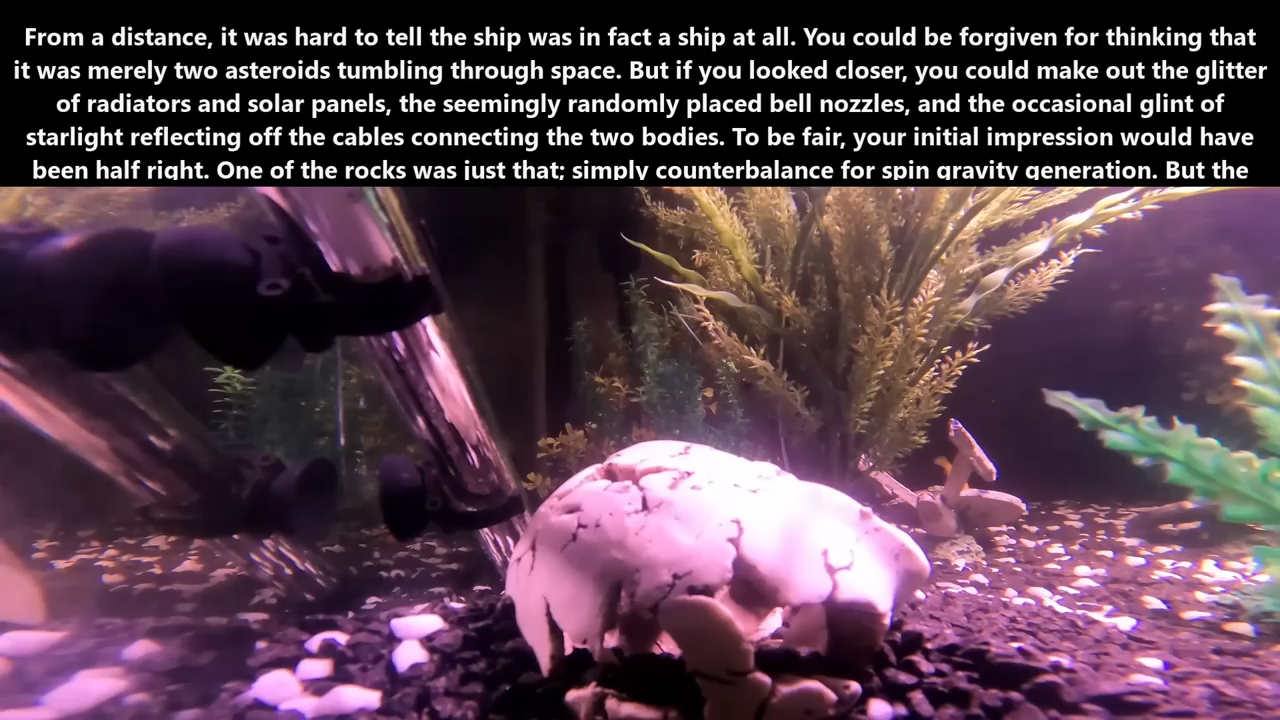 From a distance, it was hard to tell the ship was in fact a ship at all. You could be forgiven for thinking that
it was merely two asteroids tumbling through space. But if you looked closer, you could make out the glitter
of radiators and solar panels, the seemingly randomly placed bell nozzles, and the occasional glint of
starlight reflecting off the cables connecting the two bodies. To be fair, your initial impression would have
been half right. One of the rocks was just that; simply counterbalance for spin gravity generation. But the